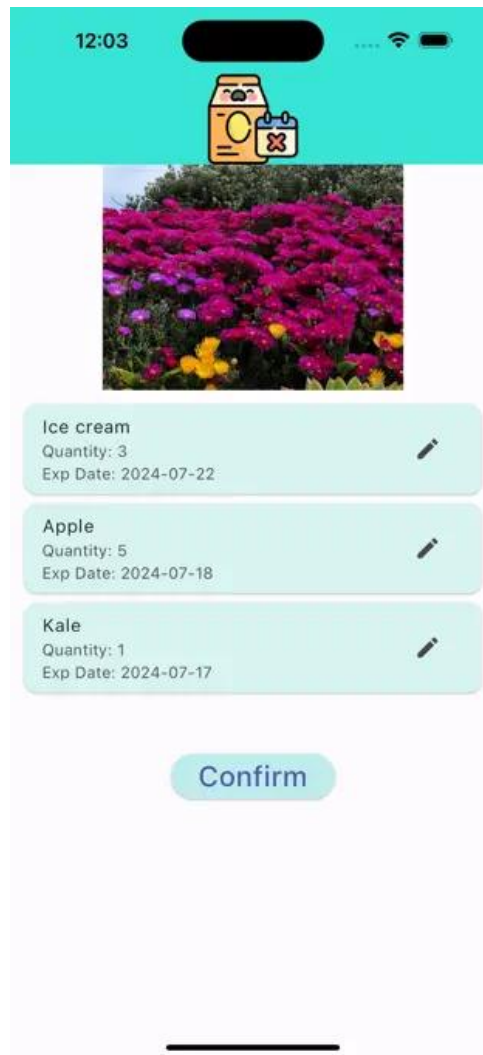 12:03
Ice cream
Quantity: 3
Exp Date: 2024-07-22
Apple
Quantity: 5
Exp Date: 2024-07-18
Kale
Quantity: 1
Exp Date: 2024-07-17
Confirm